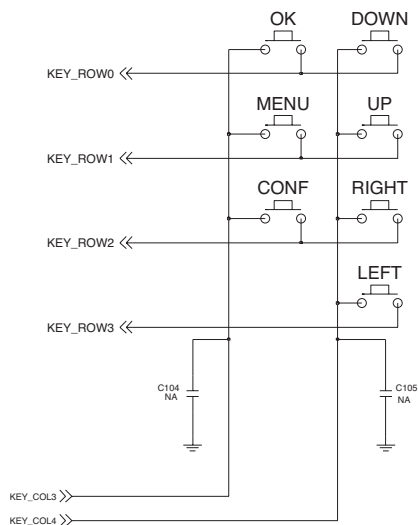 OK DOWN
KEY_ROW0
MENU UP
KEY_ROW1
CONF RIGHT
KEY_ROW2
LEFT
KEY_ROW3
C104 C105
NA NA
KEY_COL3
KEY_COL4